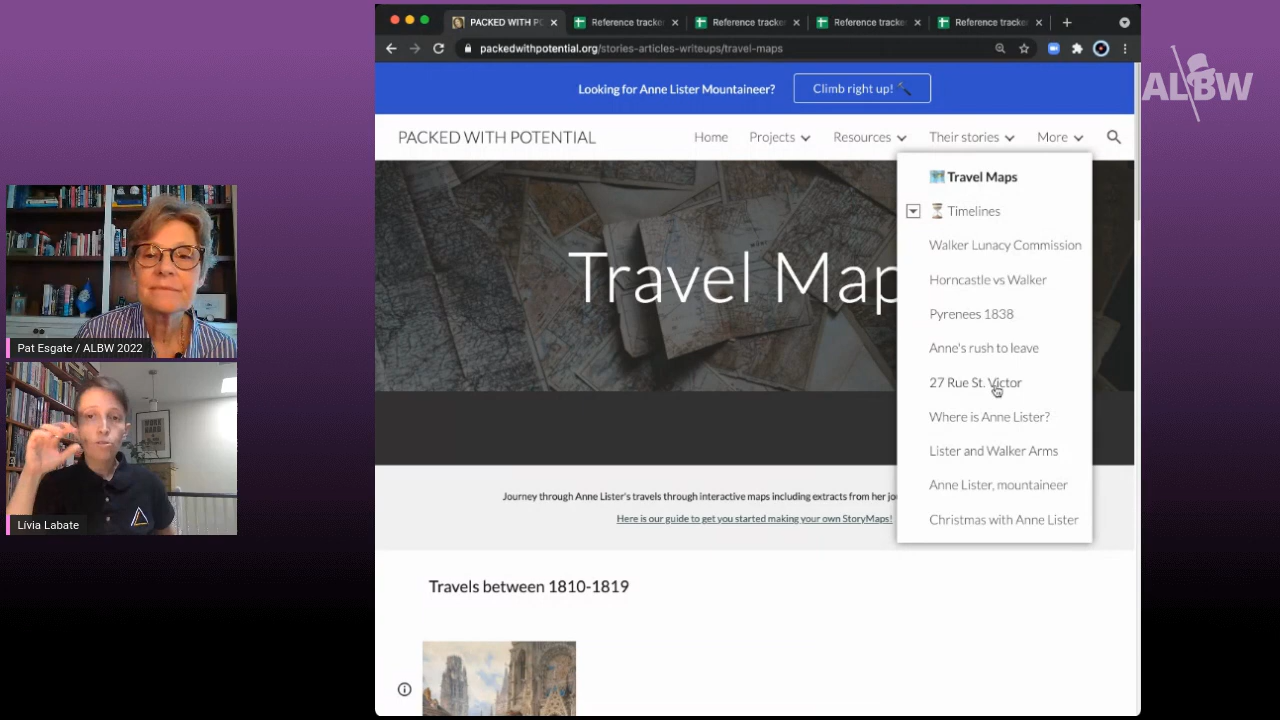 PACKED WITH PO
Reference tracke
Reference tracke
Reference tracke
Reference tracke
packedwithpotential.org/stories-articles-writeups/travel-maps
Looking for Anne Lister Mountaineer?
Climb right up!
ALBW
PACKED WITH POTENTIAL
Home
Projects
Resources
Their stories
More
Travel Maps
Timelines
Walker Lunacy Commission
Horncastle vs Walker
Pyrenees 1838
Anne's rush to leave
27 Rue St. Victor
Where is Anne Lister?
Lister and Walker Arms
Anne Lister, mountaineer
Christmas with Anne Lister
Travel Map
Journey through Anne Lister's travels through interactive maps including extracts from her jou
Here is our guide to get you started making your own StoryMaps!
Travels between 1810-1819
Pat Esgate / ALBW 2022
WORK
HARD
Lívia Labate